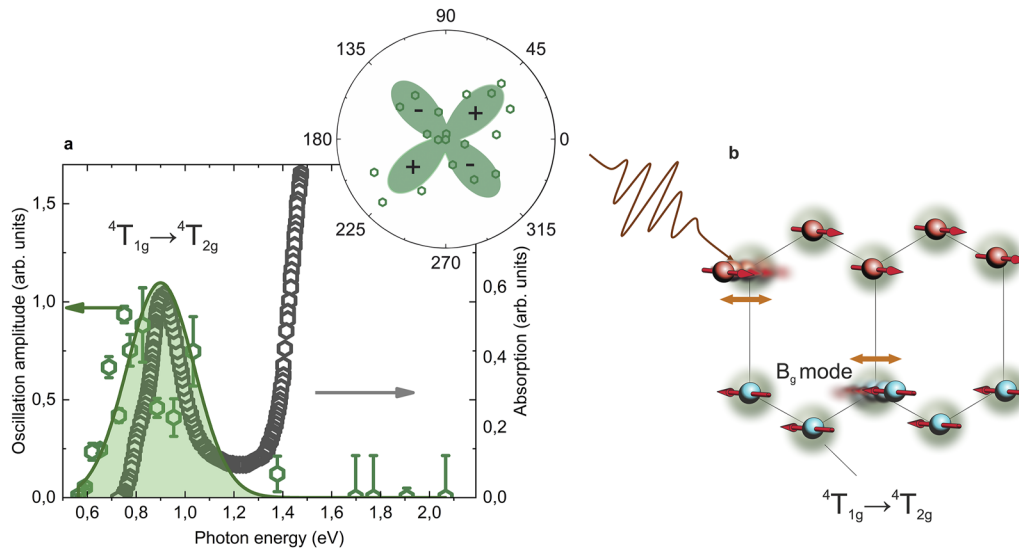 a
⁴T₁g→⁴T₂g
Oscillation amplitude (arb. units)
1,5
1,0
0,5
0,0
0,6 0,8 1,0 1,2 1,4 1,6 1,8 2,0
Photon energy (eV)
Absorption (arb. units)
0,6
0,4
0,2
0,0
90
135 45
180 0
225 315
270
- +
+ -
b
B_g mode
⁴T₁g→⁴T₂g